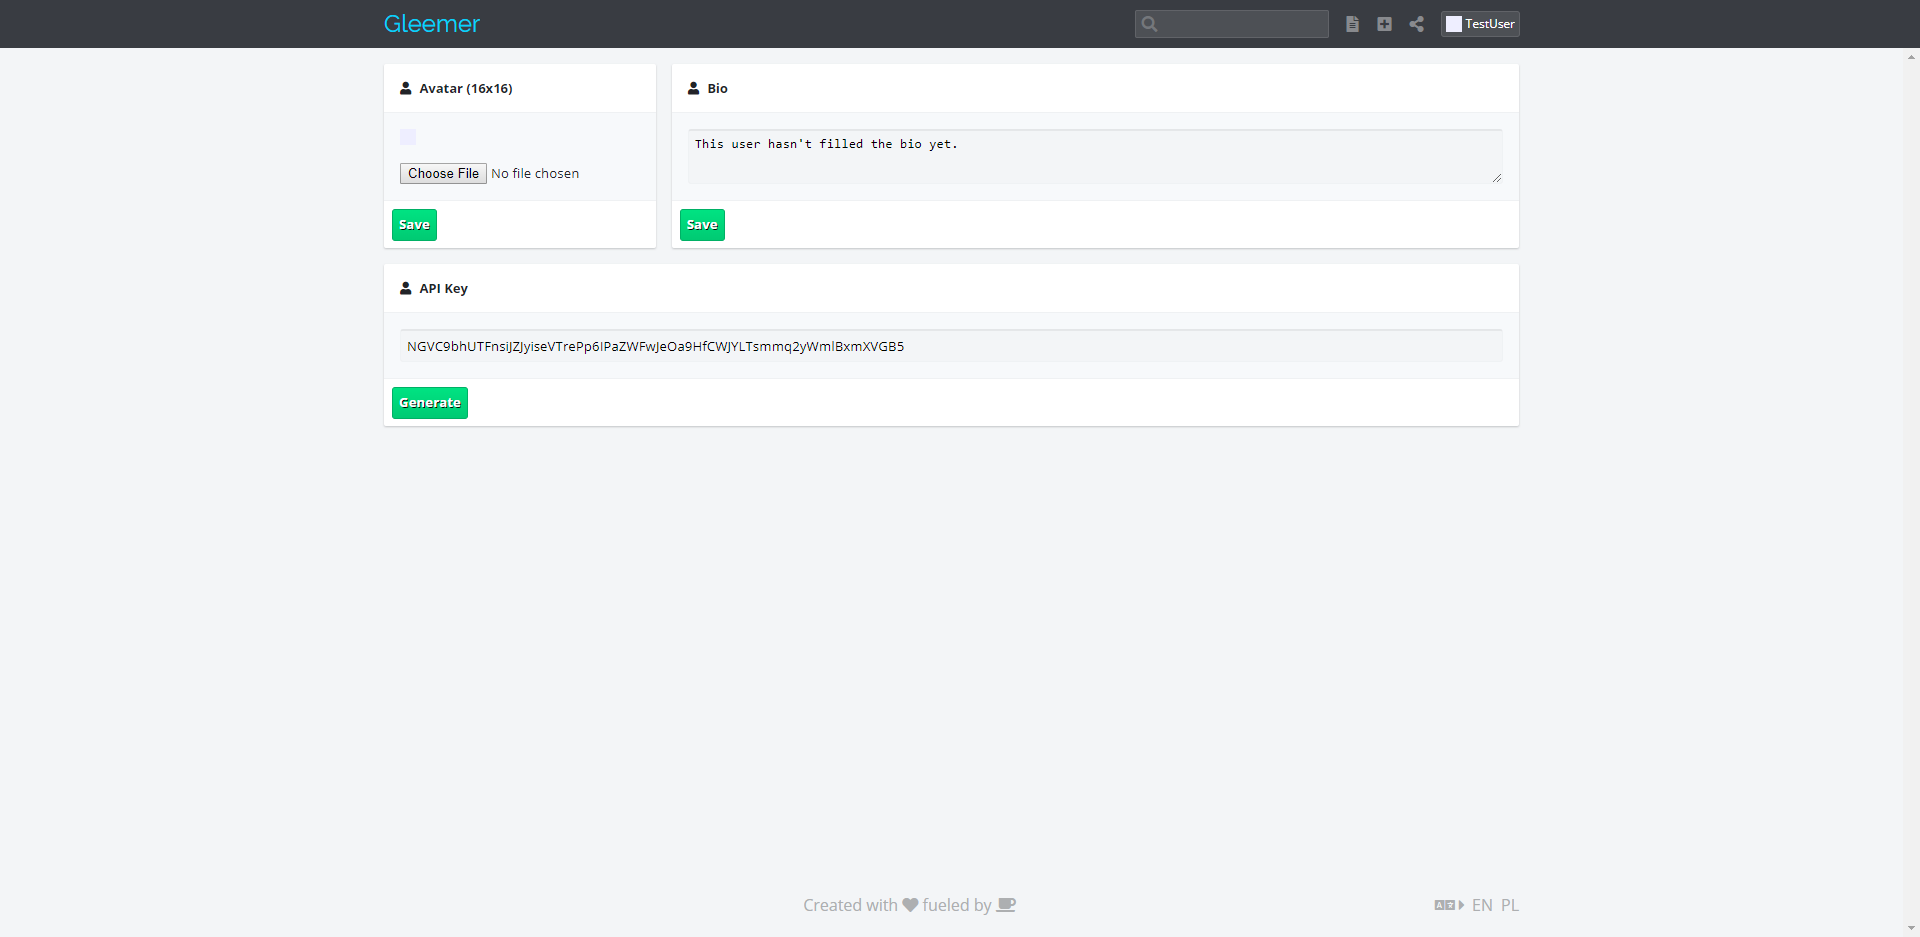 Gleemer
TestUser
Avatar (16x16)
Bio
This user hasn't filled the bio yet.
Choose File No file chosen
Save
Save
API Key
NGVC9bhUTFnsiJZJyiseVTrePp6IPaZWFwJeOa9HfCWJYLTsmmq2yWmlBxmXVGB5
Generate
Created with fueled by
EN PL